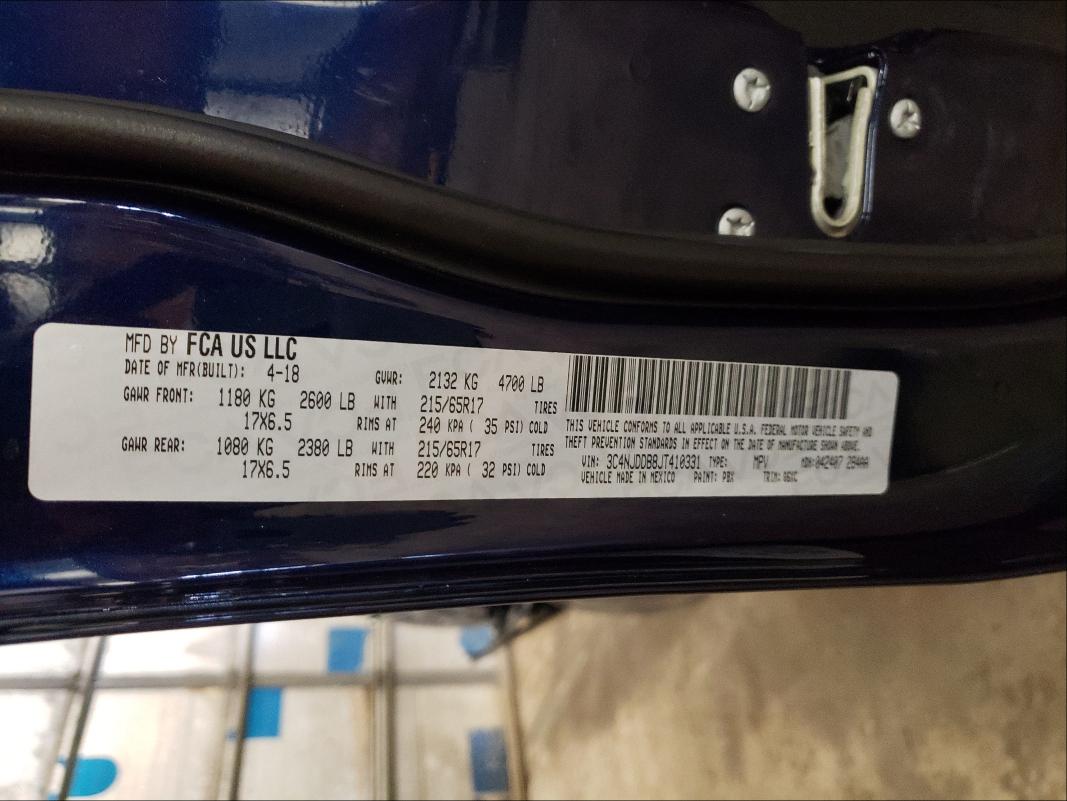 MFD BY FCA US LLC
DATE OF MFR(BUILT): 4-18 GVWR: 2132 KG 4700 LB
GAWR FRONT: 1180 KG 2600 LB WITH 215/65R17 TIRES
17X6.5 RIMS AT 240 KPA ( 35 PSI) COLD
GAWR REAR: 1080 KG 2380 LB WITH 215/65R17 TIRES
17X6.5 RIMS AT 220 KPA ( 32 PSI) COLD
THIS VEHICLE CONFORMS TO ALL APPLICABLE U.S.A. FEDERAL MOTOR VEHICLE SAFETY AND
THEFT PREVENTION STANDARDS IN EFFECT ON THE DATE OF MANUFACTURE SHOWN ABOVE.
VIN: 3C4NJDDB8JT410331 TYPE: MPV MDH: 042407 284AA
VEHICLE MADE IN MEXICO PAINT: PBX TRIM: